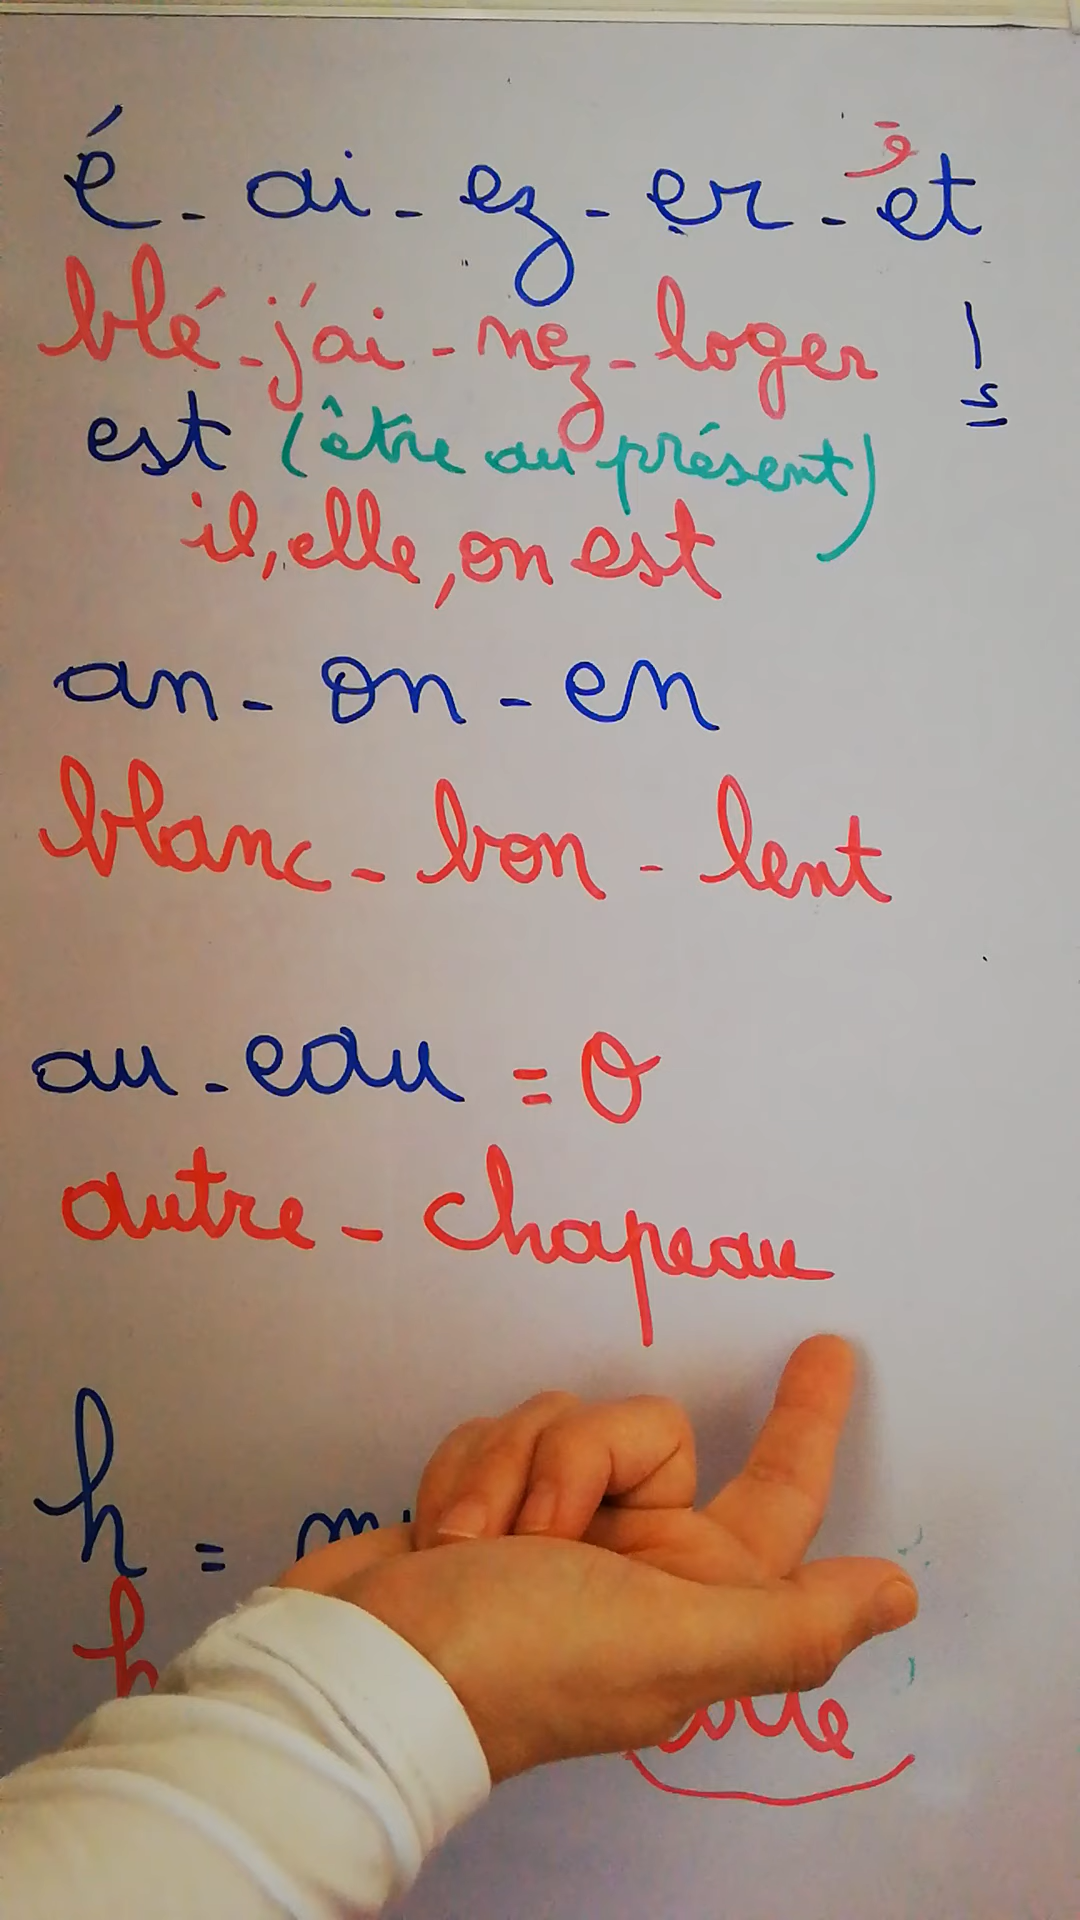 é - ai - ez - er - et
blé - j'ai - nez - loger
est (être au présent)
il, elle, on est
an - on - en
blanc - bon - lent
au - eau = o
autre - chapeau
h =